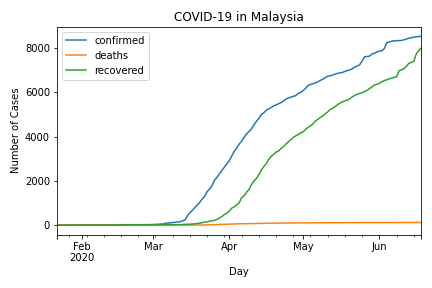 COVID-19 in Malaysia
confirmed
deaths
recovered
Number of Cases
8000
6000
4000
2000
0
Feb
2020
Mar
Apr
May
Jun
Day